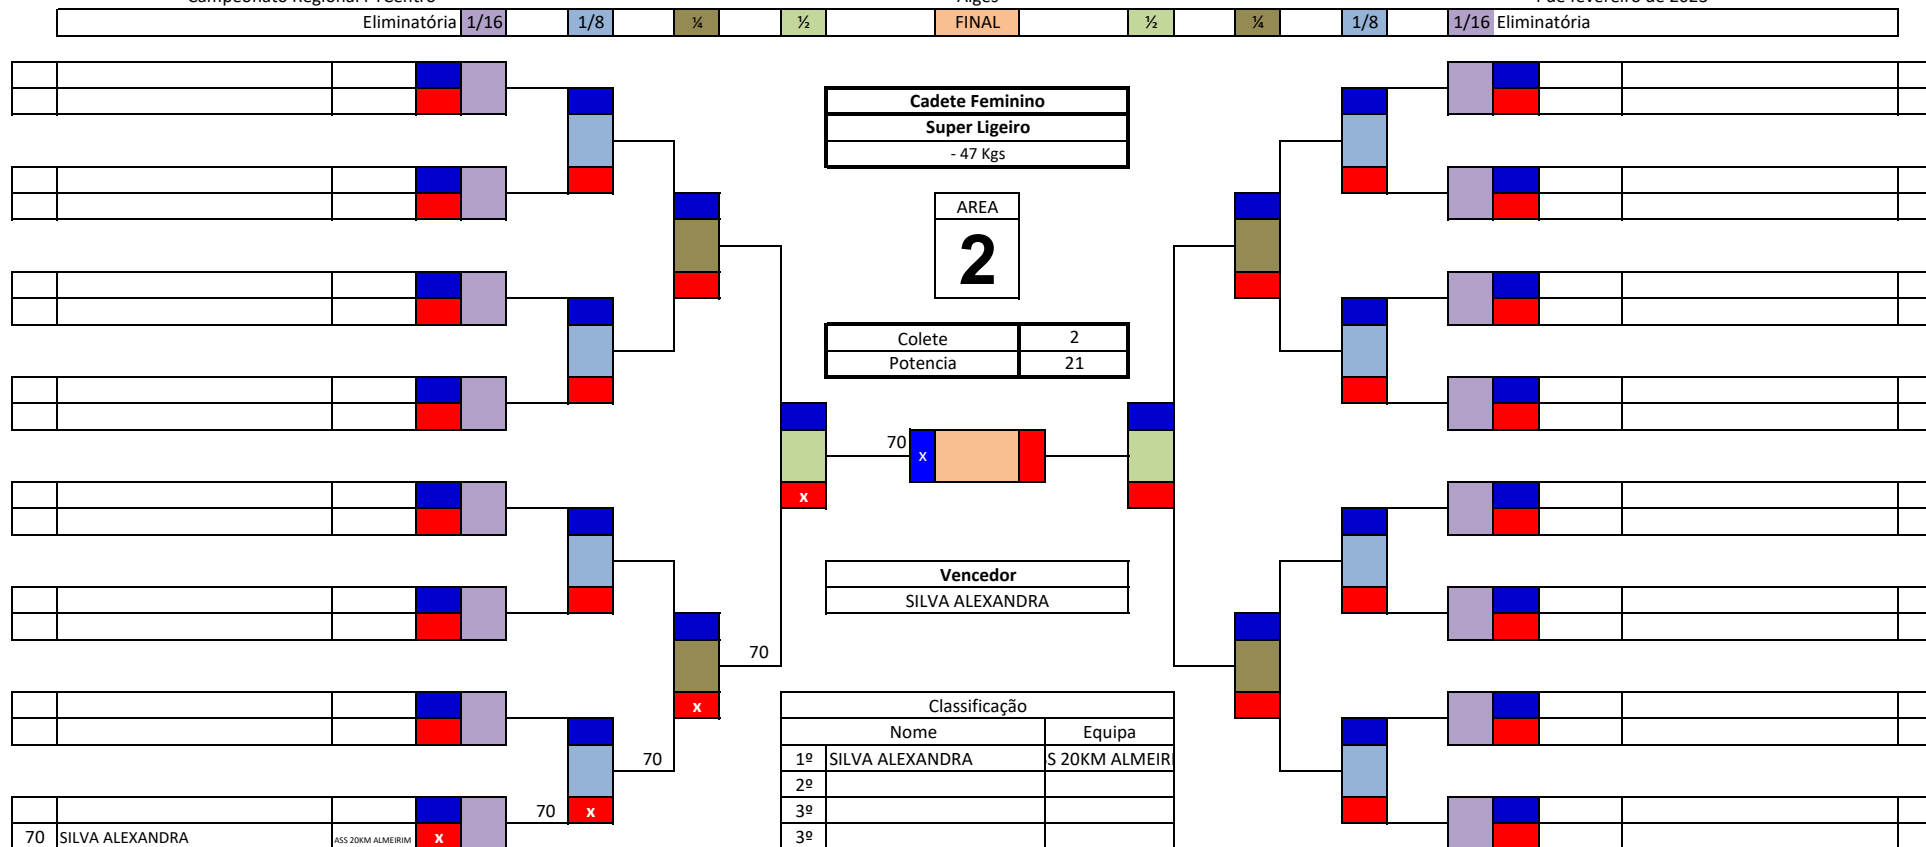 Eliminatória 1/16 1/8 ¼ ½ FINAL ½ ¼ 1/8 1/16 Eliminatória
Cadete Feminino
Super Ligeiro
- 47 Kgs
AREA
2
Colete 2
Potencia 21
70 x
x
Vencedor
SILVA ALEXANDRA
70
x
Classificação
Nome Equipa
70
1º SILVA ALEXANDRA S 20KM ALMEIRI
2º
70 x
3º
70 SILVA ALEXANDRA ASS 20KM ALMEIRIM x
3º